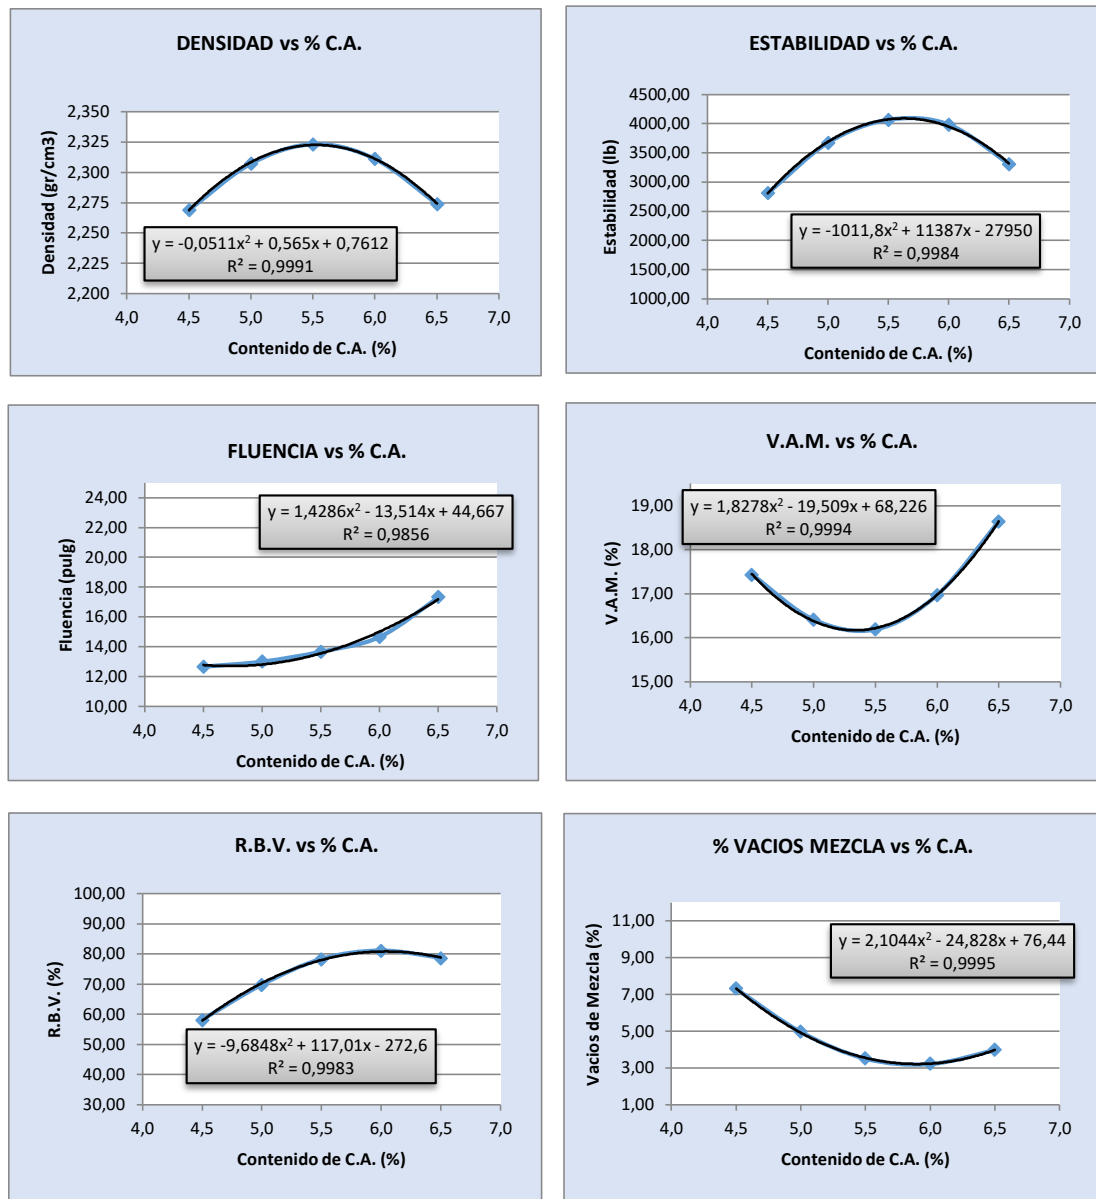 DENSIDAD vs % C.A.
Densidad (gr/cm3)
2,350
2,325
2,300
2,275
2,250
2,225
2,200
y = -0,0511x² + 0,565x + 0,7612
R² = 0,9991
4,0 4,5 5,0 5,5 6,0 6,5 7,0
Contenido de C.A. (%)
ESTABILIDAD vs % C.A.
Estabilidad (lb)
4500,00
4000,00
3500,00
3000,00
2500,00
2000,00
1500,00
1000,00
y = -1011,8x² + 11387x - 27950
R² = 0,9984
4,0 4,5 5,0 5,5 6,0 6,5 7,0
Contenido de C.A. (%)
FLUENCIA vs % C.A.
Fluencia (pulg)
24,00
22,00
20,00
18,00
16,00
14,00
12,00
10,00
y = 1,4286x² - 13,514x + 44,667
R² = 0,9856
4,0 4,5 5,0 5,5 6,0 6,5 7,0
Contenido de C.A. (%)
V.A.M. vs % C.A.
V.A.M. (%)
19,00
18,00
17,00
16,00
15,00
y = 1,8278x² - 19,509x + 68,226
R² = 0,9994
4,0 4,5 5,0 5,5 6,0 6,5 7,0
Contenido de C.A. (%)
R.B.V. vs % C.A.
R.B.V. (%)
100,00
90,00
80,00
70,00
60,00
50,00
40,00
30,00
y = -9,6848x² + 117,01x - 272,6
R² = 0,9983
4,0 4,5 5,0 5,5 6,0 6,5 7,0
Contenido de C.A. (%)
% VACIOS MEZCLA vs % C.A.
Vacios de Mezcla (%)
11,00
9,00
7,00
5,00
3,00
1,00
y = 2,1044x² - 24,828x + 76,44
R² = 0,9995
4,0 4,5 5,0 5,5 6,0 6,5 7,0
Contenido de C.A. (%)